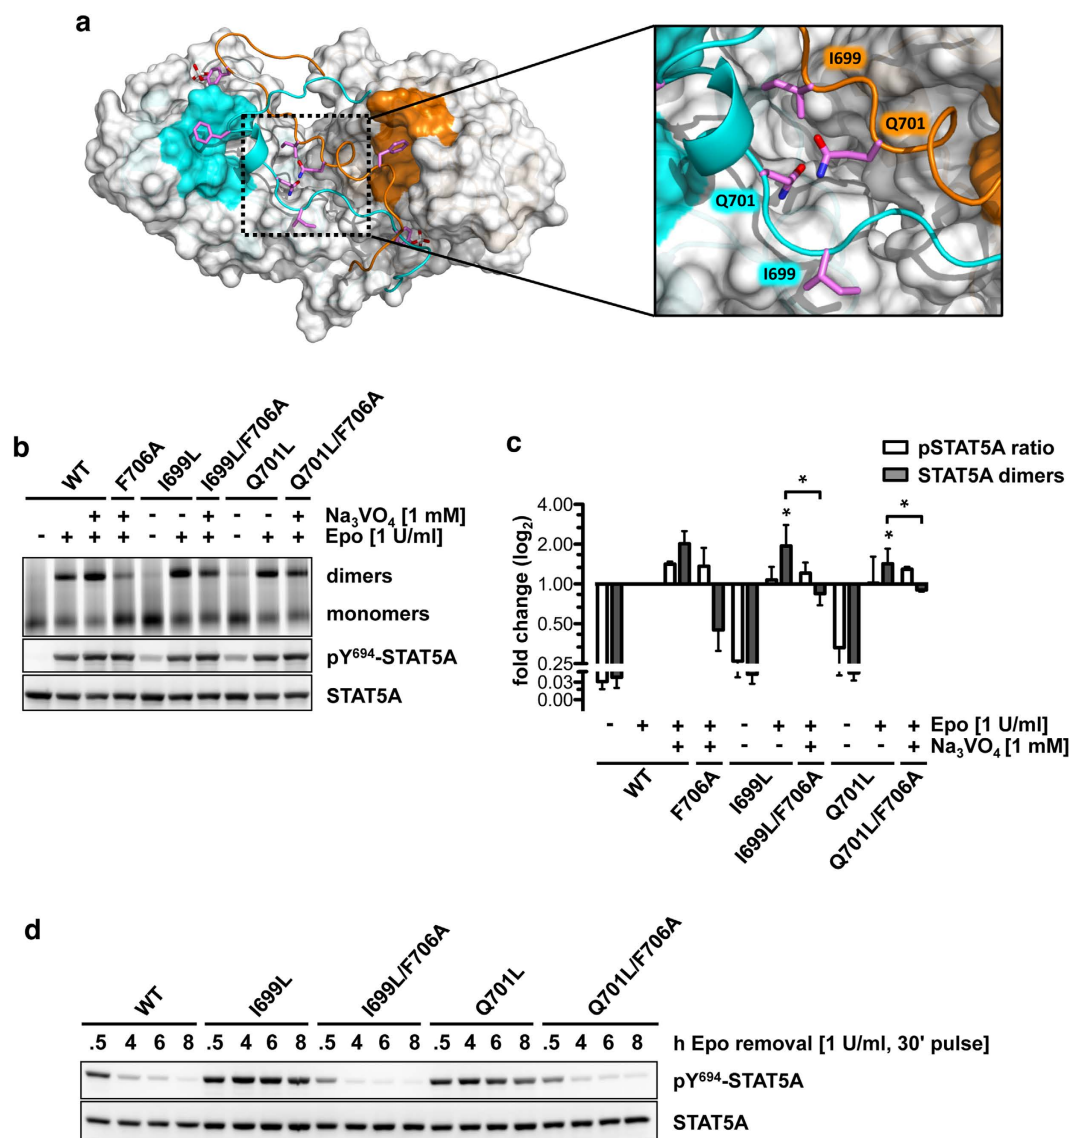 a
I699
Q701
Q701
I699
b
WT
F706A
I699L
I699L/F706A
Q701L
Q701L/F706A
- + + + - + + - + +
+ + - - + - - + Na₃VO₄ [1 mM]
- + + + - + + - + + Epo [1 U/ml]
dimers
monomers
pY⁶⁹⁴-STAT5A
STAT5A
c
pSTAT5A ratio
STAT5A dimers
* * * *
fold change (log₂)
4.00
2.00
1.00
0.50
0.25
0.03
0.00
- + + + - + + - + + Epo [1 U/ml]
+ + - - + - - + Na₃VO₄ [1 mM]
WT
F706A
I699L
I699L/F706A
Q701L
Q701L/F706A
d
WT
I699L
I699L/F706A
Q701L
Q701L/F706A
.5 4 6 8 .5 4 6 8 .5 4 6 8 .5 4 6 8 .5 4 6 8 h Epo removal [1 U/ml, 30' pulse]
pY⁶⁹⁴-STAT5A
STAT5A